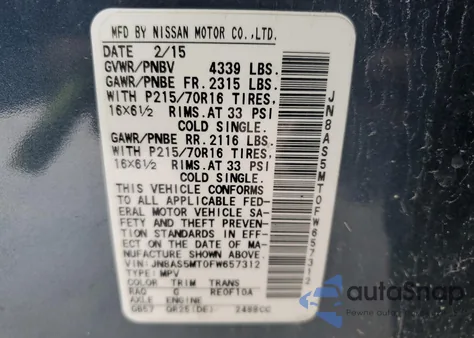 MFD BY NISSAN MOTOR CO.,LTD.
DATE 2/15
GVWR/PNBV 4339 LBS.
GAWR/PNBE FR. 2315 LBS.
WITH P215/70R16 TIRES,
16X6½ RIMS. AT 33 PSI
COLD SINGLE.
GAWR/PNBE RR. 2116 LBS.
WITH P215/70R16 TIRES,
16X6½ RIMS. AT 33 PSI
COLD SINGLE.
THIS VEHICLE CONFORMS
TO ALL APPLICABLE FED-
ERAL MOTOR VEHICLE SA-
FETY AND THEFT PREVEN-
TION STANDARDS IN EFF-
ECT ON THE DATE OF MA-
NUFACTURE SHOWN ABOVE.
VIN:JN8AS5MT0FW657312
TYPE: MPV
COLOR TRIM TRANS
RAQ G RE0F10A
AXLE ENGINE
GB57 QR25(DE)- 2488CC
JN8AS5MT0FW657312
autoSnap
www.autosnap